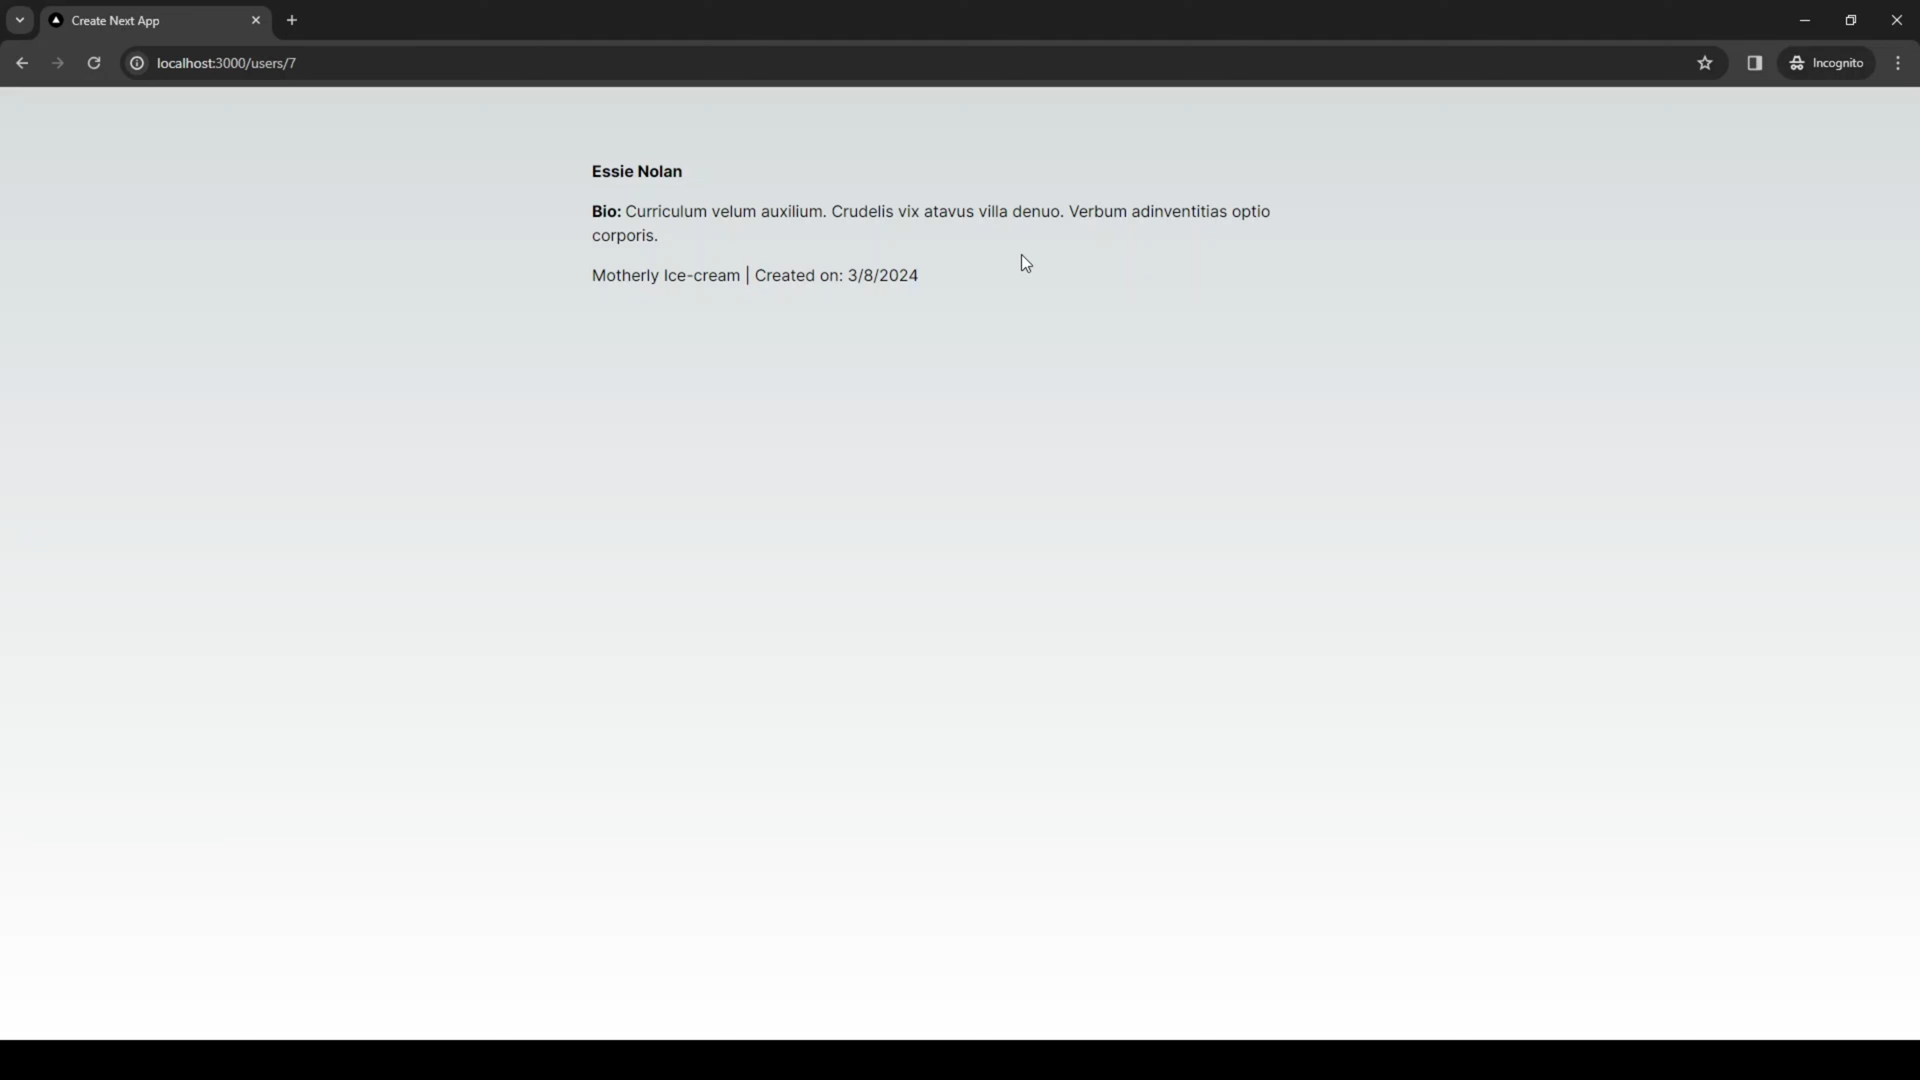 Create Next App
localhost:3000/users/7
Incognito
Essie Nolan
Bio: Curriculum velum auxilium. Crudelis vix atavus villa denuo. Verbum adinventitias optio
corporis.
Motherly Ice-cream | Created on: 3/8/2024